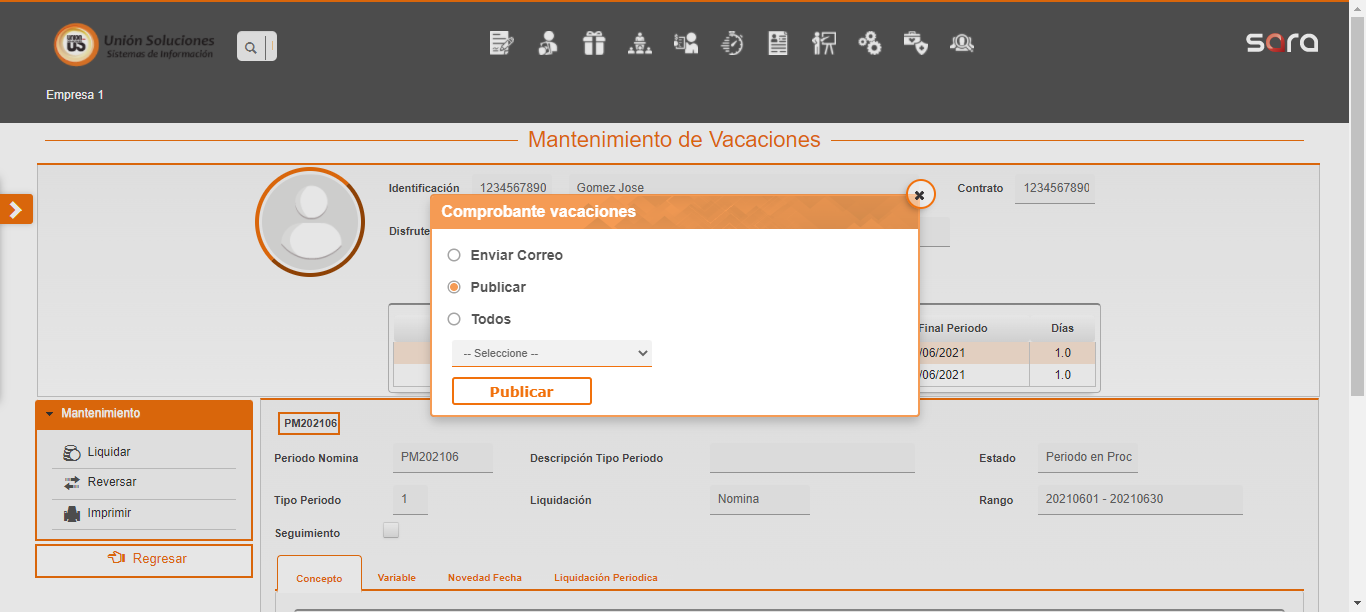 Unión Soluciones
Sistemas de Información
sara
Empresa 1
Mantenimiento de Vacaciones
Identificación 1234567890 Gomez Jose Contrato 1234567890
Comprobante vacaciones
Disfrute
Enviar Correo
Publicar
Todos
Final Periodo Días
-- Seleccione -- /06/2021 1.0
/06/2021 1.0
Publicar
Mantenimiento
Liquidar
Reversar
Imprimir
Regresar
PM202106
Periodo Nomina PM202106 Descripción Tipo Periodo Estado Periodo en Proc
Tipo Periodo 1 Liquidación Nomina Rango 20210601 - 20210630
Seguimiento
Concepto Variable Novedad Fecha Liquidación Periodica